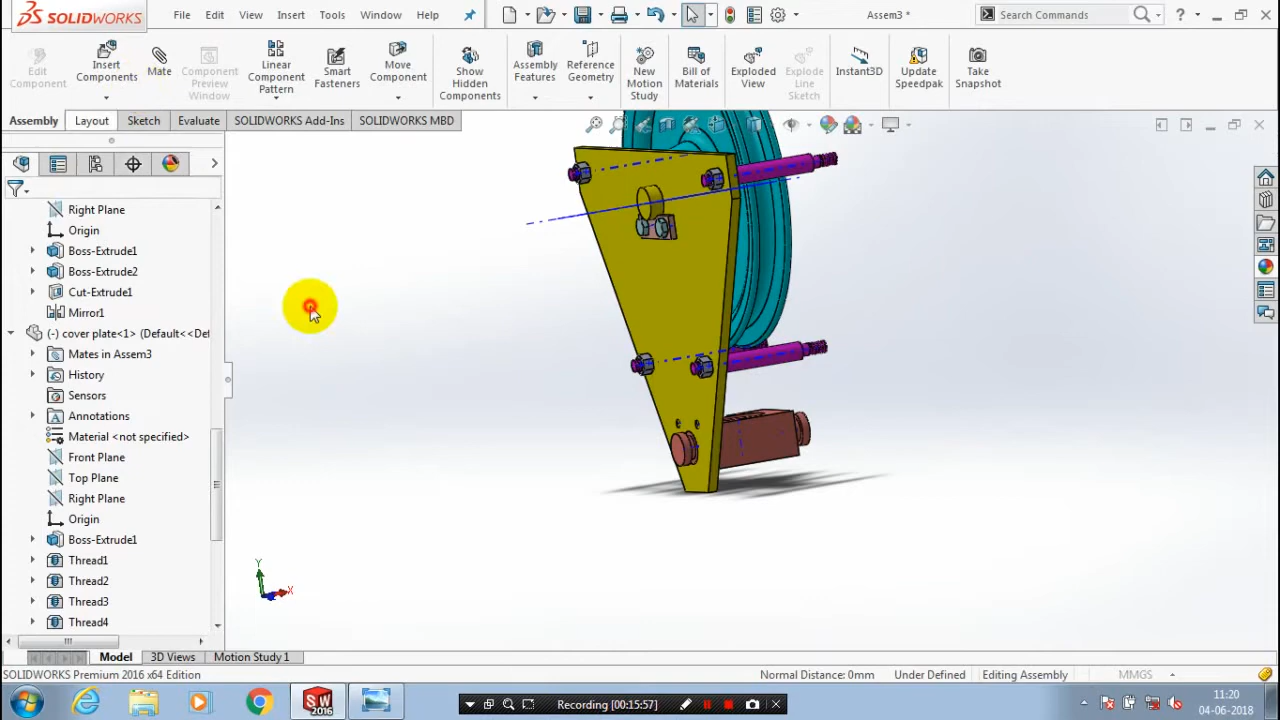 SOLIDWORKS
File
Edit
View
Insert
Tools
Window
Help
Assem3 *
Search Commands
?
Edit Component
Insert Components
Mate
Component Preview Window
Linear Component Pattern
Smart Fasteners
Move Component
Show Hidden Components
Assembly Features
Reference Geometry
New Motion Study
Bill of Materials
Exploded View
Explode Line Sketch
Instant3D
Update Speedpak
Take Snapshot
Assembly
Layout
Sketch
Evaluate
SOLIDWORKS Add-Ins
SOLIDWORKS MBD
Right Plane
Origin
Boss-Extrude1
Boss-Extrude2
Cut-Extrude1
Mirror1
(-) cover plate<1> (Default<<Def
Mates in Assem3
History
Sensors
Annotations
Material <not specified>
Front Plane
Top Plane
Right Plane
Origin
Boss-Extrude1
Thread1
Thread2
Thread3
Thread4
Y
X
Model
3D Views
Motion Study 1
SOLIDWORKS Premium 2016 x64 Edition
Normal Distance: 0mm
Under Defined
Editing Assembly
MMGS
SW
2016
Recording [00:15:57]
11:20
04-06-2018